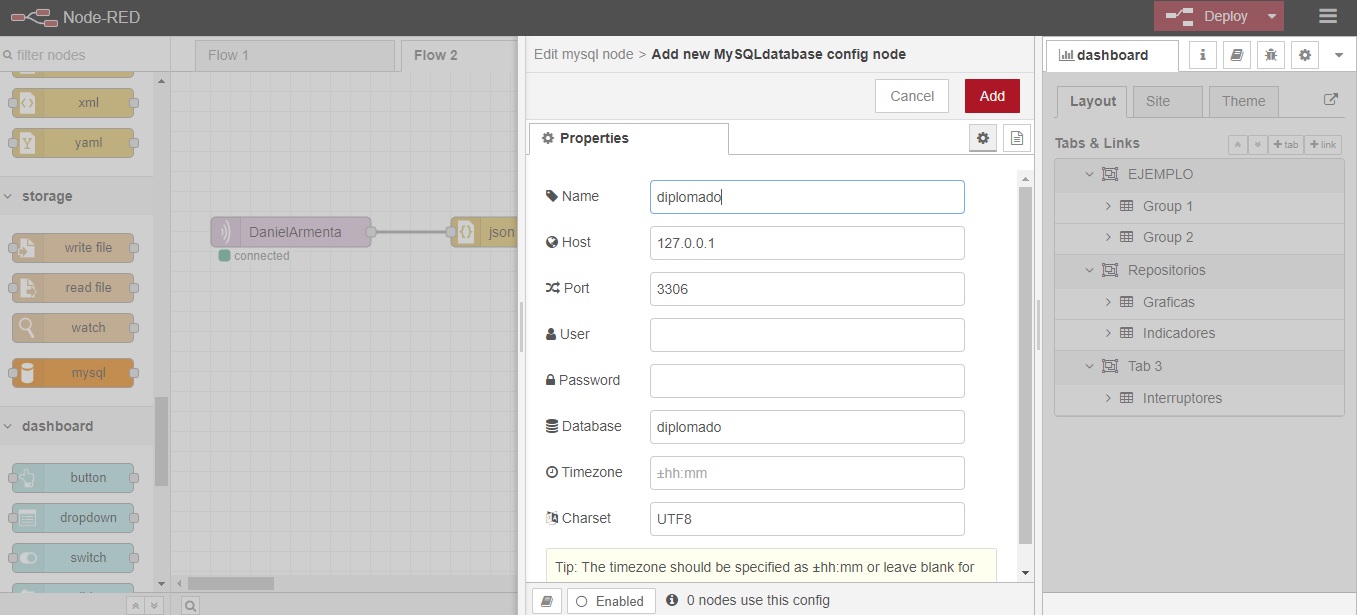 Node-RED
Deploy
filter nodes
Flow 1
Flow 2
Edit mysql node > Add new MySQLdatabase config node
dashboard
Cancel
Add
xml
yaml
storage
write file
read file
watch
mysql
dashboard
button
dropdown
switch
DanielArmenta
connected
json
Properties
Name
diplomado
Host
127.0.0.1
Port
3306
User
Password
Database
diplomado
Timezone
±hh:mm
Charset
UTF8
Tip: The timezone should be specified as ±hh:mm or leave blank for
Enabled
0 nodes use this config
Layout
Site
Theme
Tabs & Links
+ tab
+ link
EJEMPLO
Group 1
Group 2
Repositorios
Graficas
Indicadores
Tab 3
Interruptores